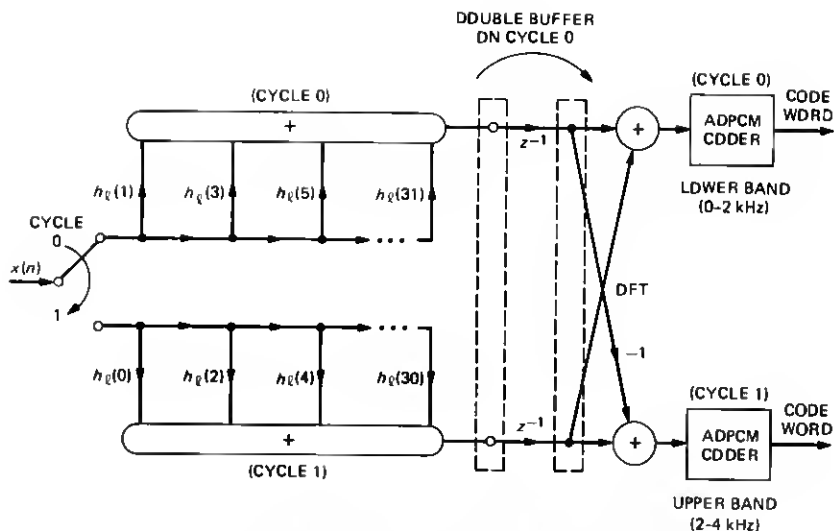 DDUBLE BUFFER
DN CYCLE 0
(CYCLE 0)
+
(CYCLE 0)
CODE
WDRD
ADPCM
CDDER
+
z−1
LDWER BAND
(0–2 kHz)
hℓ(1)
hℓ(3)
hℓ(5)
hℓ(31)
CYCLE
0
x(n)
1
DFT
−1
hℓ(0)
hℓ(2)
hℓ(4)
hℓ(30)
+
(CYCLE 1)
z−1
+
(CYCLE 1)
CODE
WORD
ADPCM
CDDER
UPPER BAND
(2–4 kHz)